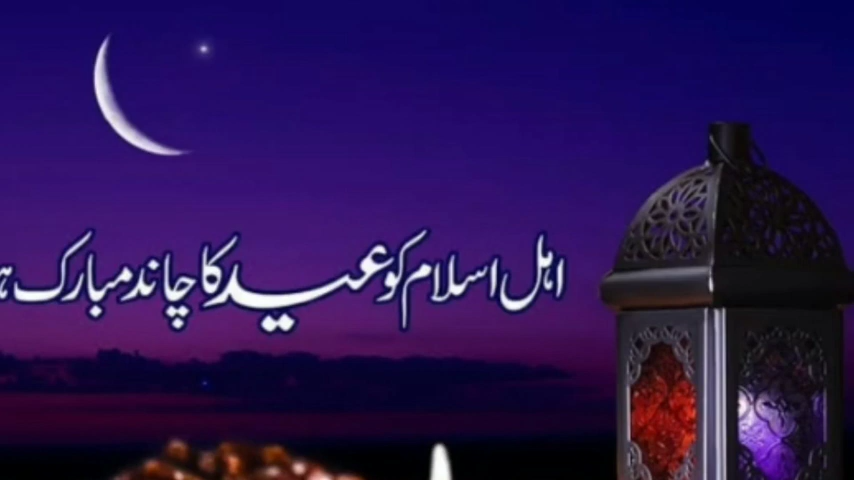 اہل اسلام کو عید کا چاند مبارک